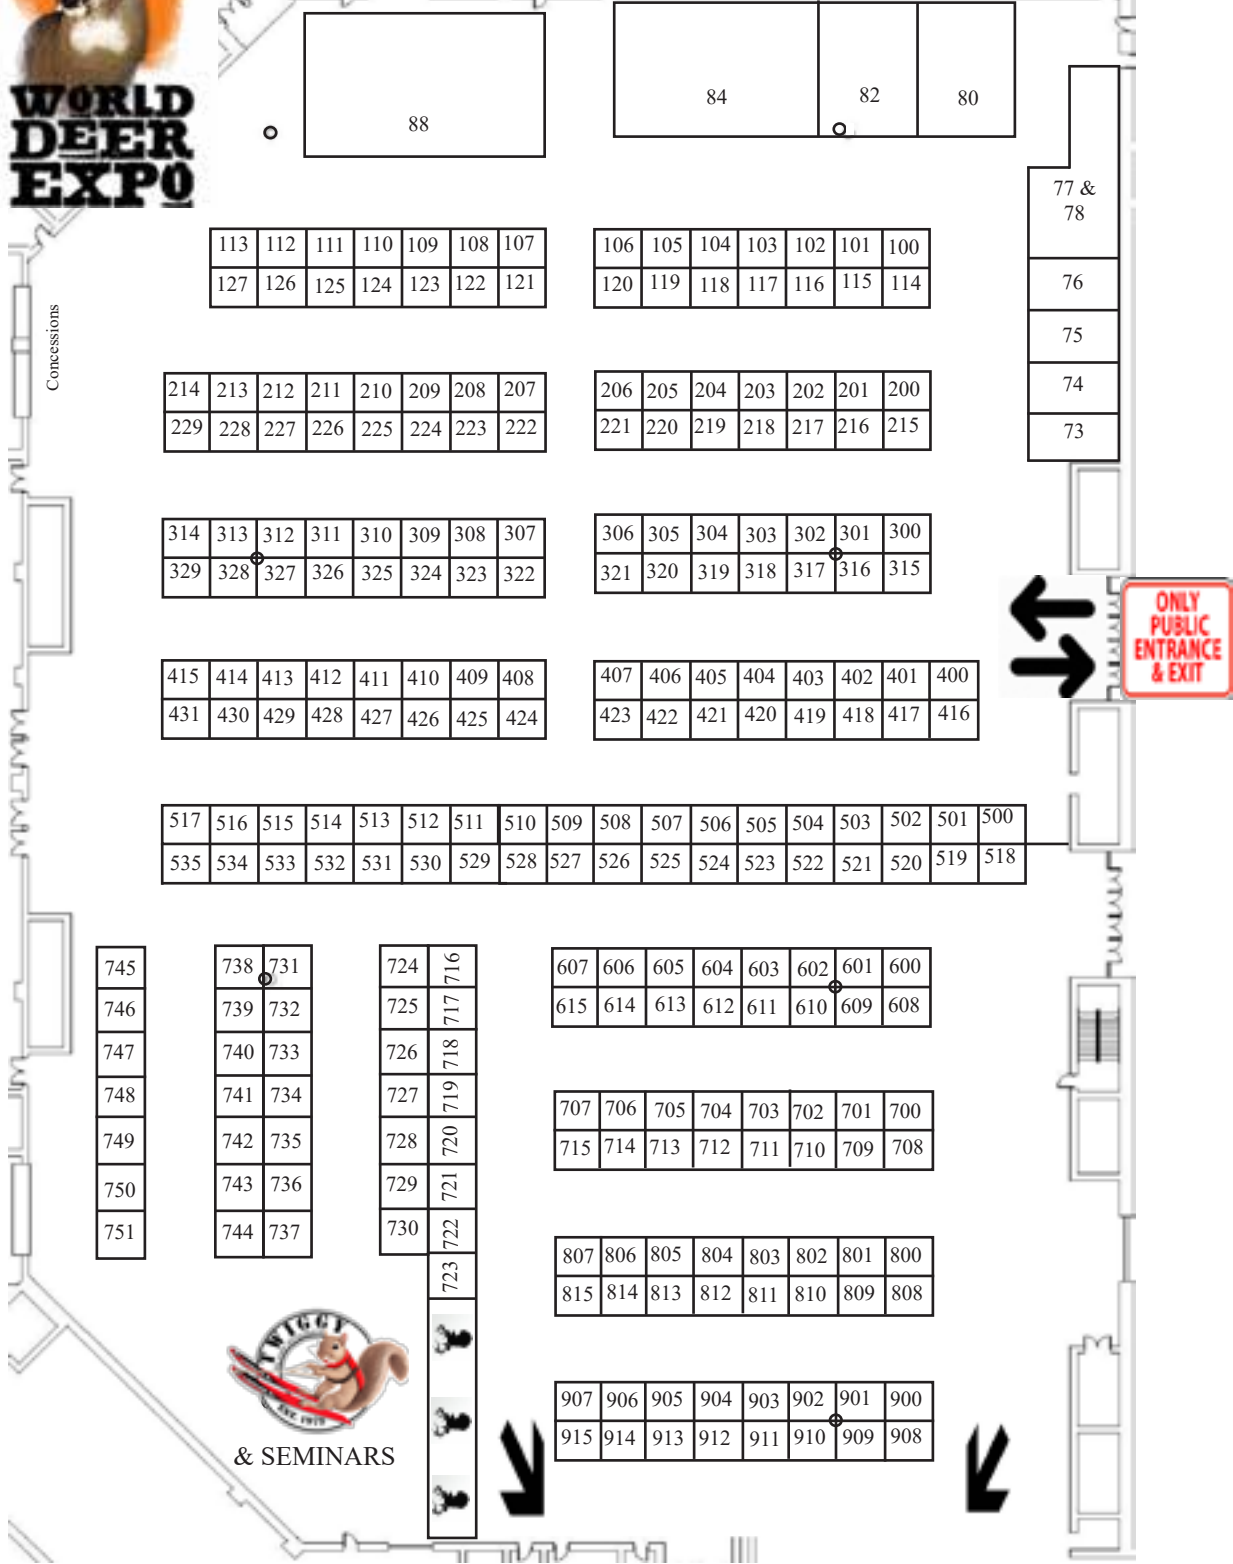 WORLD
DEER
EXPO
88
84
82
80
77 &
78
76
75
74
73
Concessions
113 112 111 110 109 108 107
127 126 125 124 123 122 121
106 105 104 103 102 101 100
120 119 118 117 116 115 114
214 213 212 211 210 209 208 207
229 228 227 226 225 224 223 222
206 205 204 203 202 201 200
221 220 219 218 217 216 215
314 313 312 311 310 309 308 307
329 328 327 326 325 324 323 322
306 305 304 303 302 301 300
321 320 319 318 317 316 315
ONLY
PUBLIC
ENTRANCE
& EXIT
415 414 413 412 411 410 409 408
431 430 429 428 427 426 425 424
407 406 405 404 403 402 401 400
423 422 421 420 419 418 417 416
517 516 515 514 513 512 511 510 509 508 507 506 505 504 503 502 501 500
535 534 533 532 531 530 529 528 527 526 525 524 523 522 521 520 519 518
745
746
747
748
749
750
751
738 731
739 732
740 733
741 734
742 735
743 736
744 737
724 716
725 717
726 718
727 719
728 720
729 721
730 722
723
607 606 605 604 603 602 601 600
615 614 613 612 611 610 609 608
707 706 705 704 703 702 701 700
715 714 713 712 711 710 709 708
807 806 805 804 803 802 801 800
815 814 813 812 811 810 809 808
907 906 905 904 903 902 901 900
915 914 913 912 911 910 909 908
TWIGGY
EST. 1975
& SEMINARS